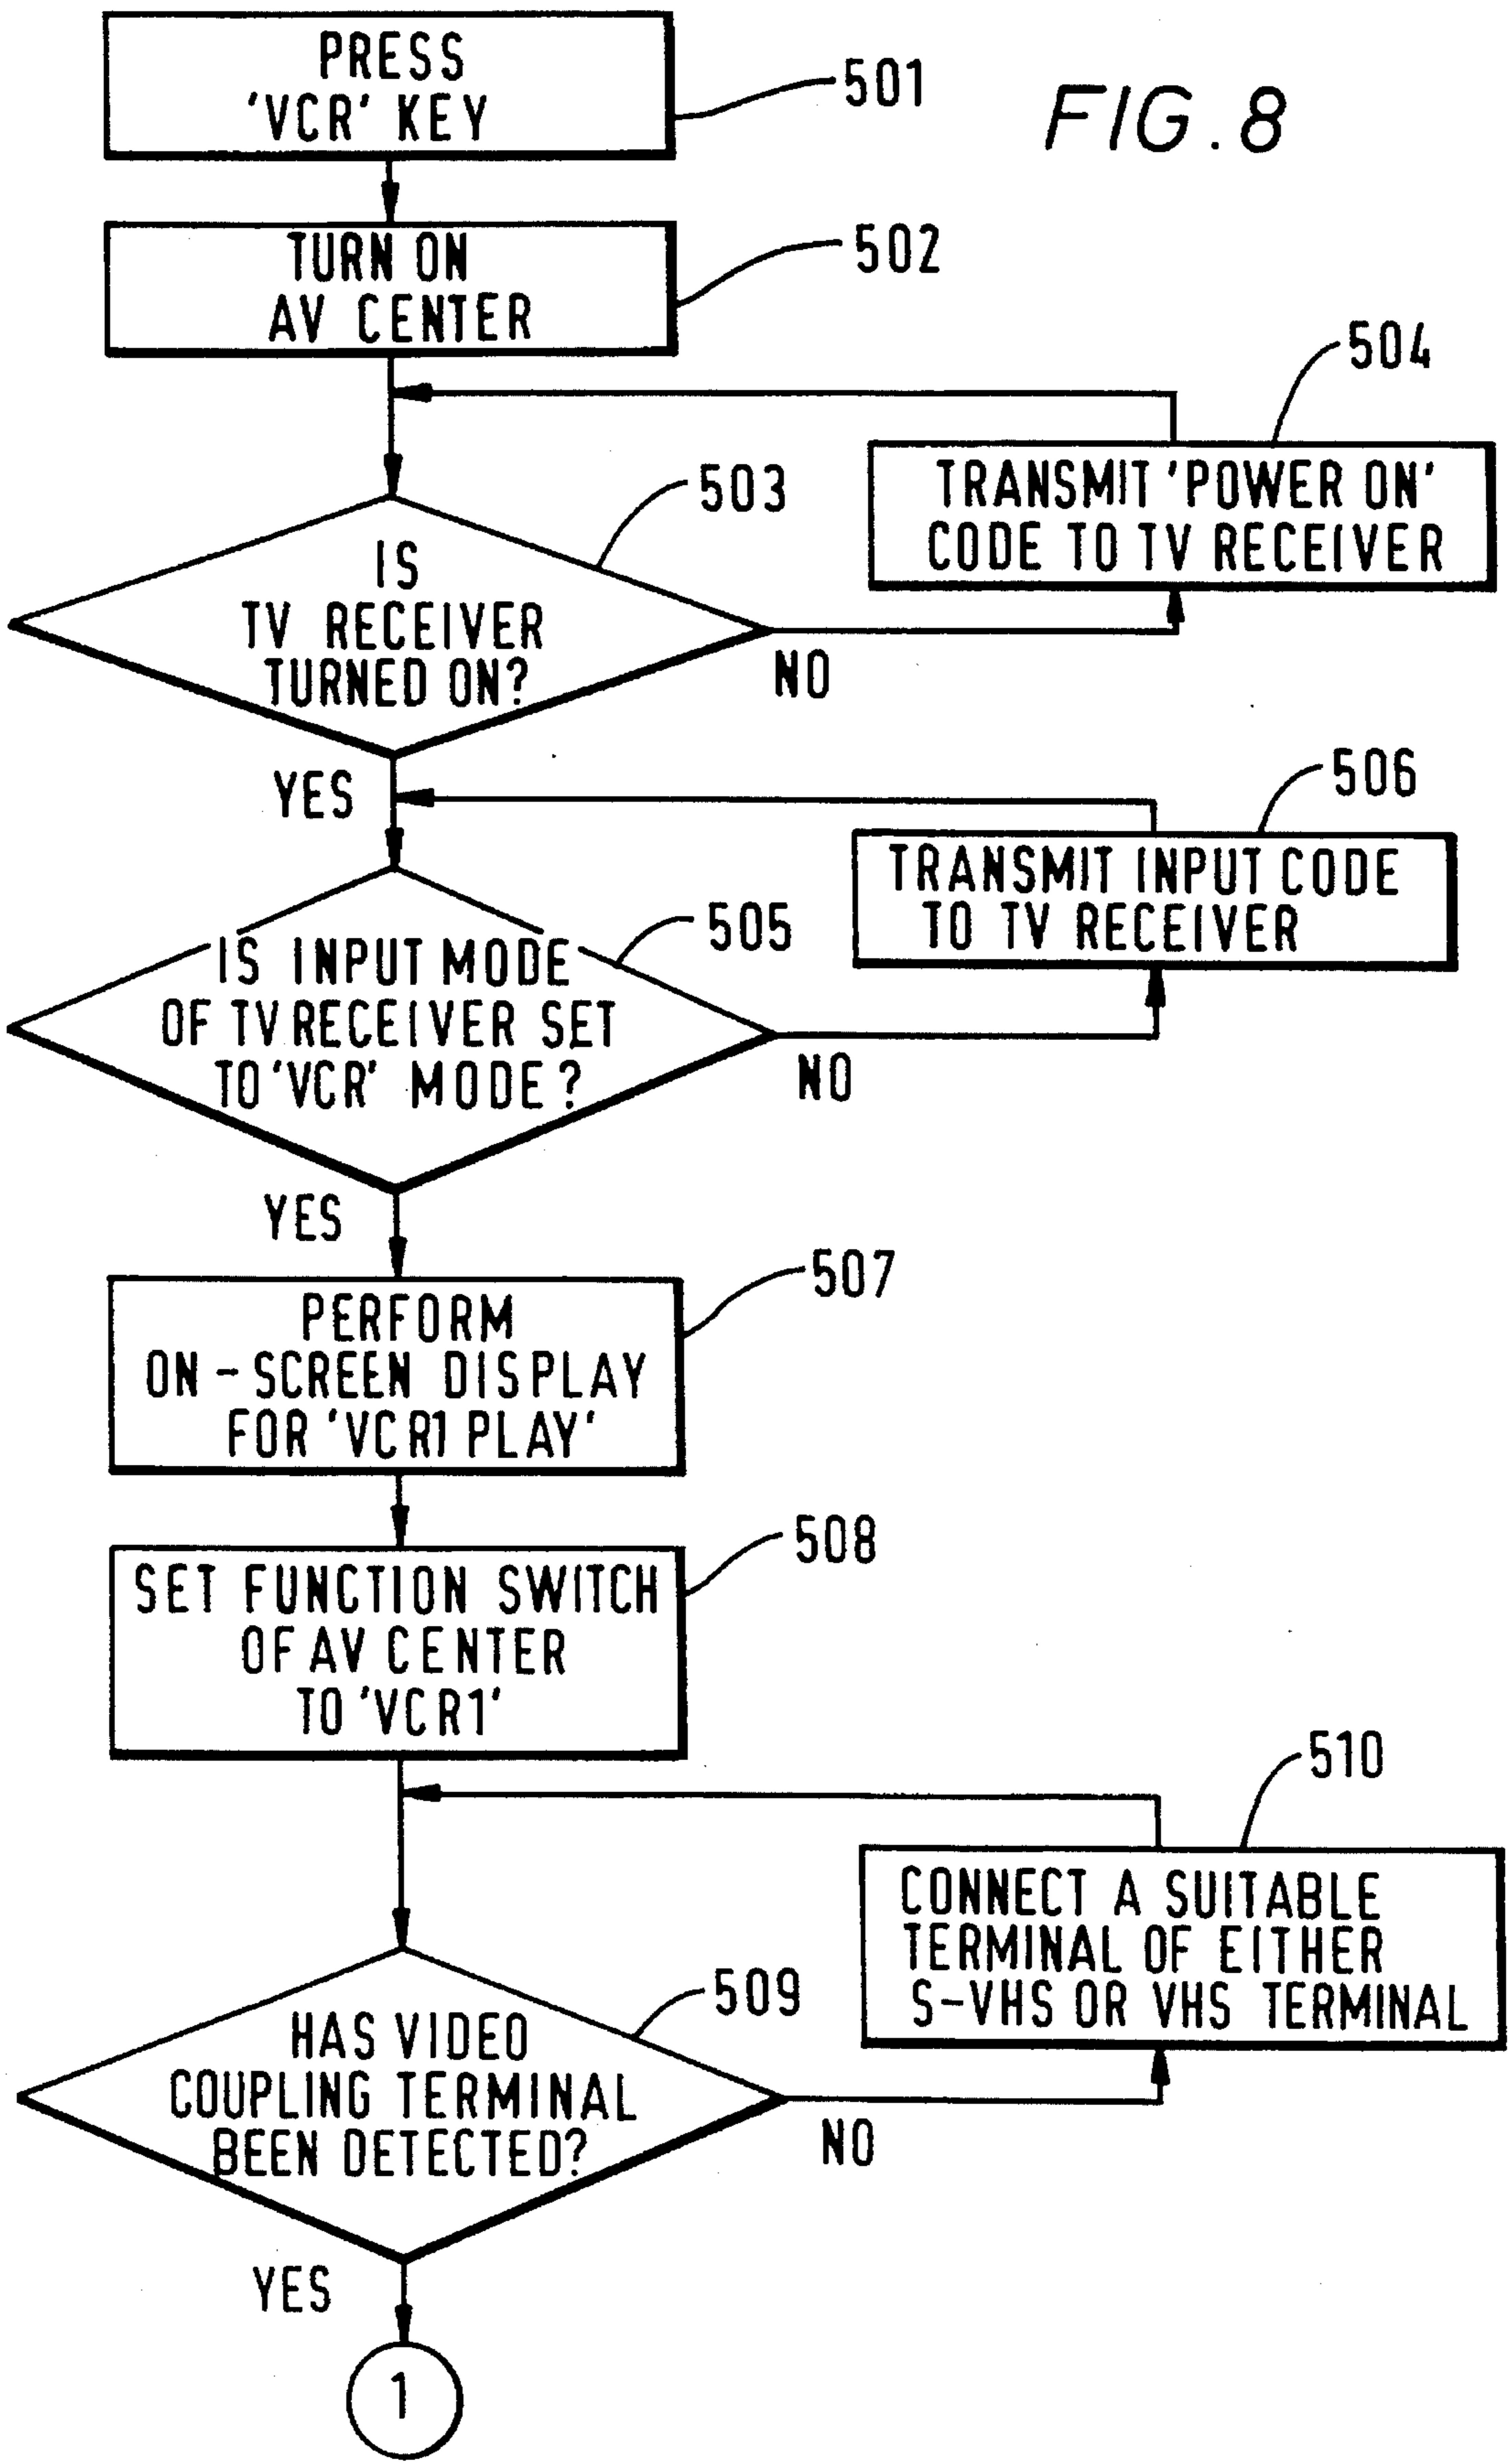 PRESS
'VCR' KEY
501
FIG. 8
TURN ON
AV CENTER
502
504
TRANSMIT 'POWER ON'
CODE TO TV RECEIVER
503
IS
TV RECEIVER
TURNED ON?
NO
YES
506
TRANSMIT INPUT CODE
TO TV RECEIVER
505
IS INPUT MODE
OF TV RECEIVER SET
TO 'VCR' MODE?
NO
YES
507
PERFORM
ON-SCREEN DISPLAY
FOR 'VCR1 PLAY'
508
SET FUNCTION SWITCH
OF AV CENTER
TO 'VCR1'
510
CONNECT A SUITABLE
TERMINAL OF EITHER
S-VHS OR VHS TERMINAL
509
HAS VIDEO
COUPLING TERMINAL
BEEN DETECTED?
NO
YES
1